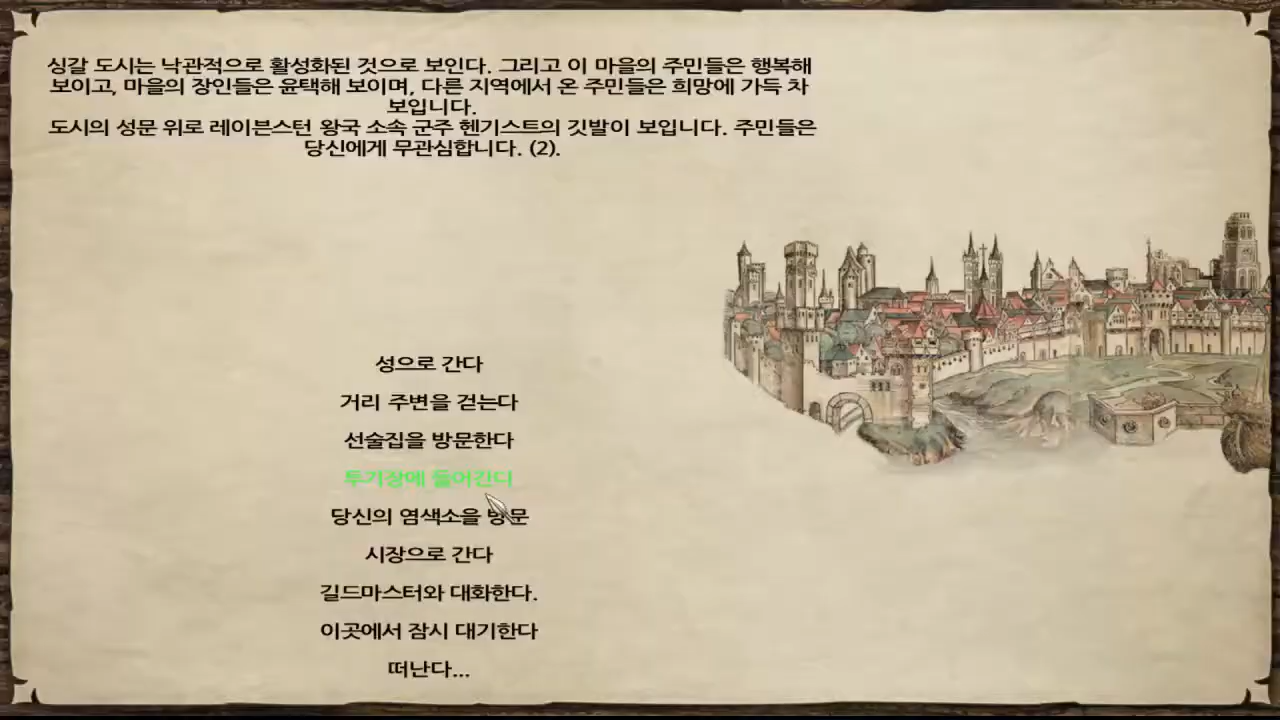 싱갈 도시는 낙관적으로 활성화된 것으로 보인다. 그리고 이 마을의 주민들은 행복해
보이고, 마을의 장인들은 윤택해 보이며, 다른 지역에서 온 주민들은 희망에 가득 차
보입니다.
도시의 성문 위로 레이븐스턴 왕국 소속 군주 헨기스트의 깃발이 보입니다. 주민들은
당신에게 무관심합니다. (2).
성으로 간다
거리 주변을 걷는다
선술집을 방문한다
투기장에 들어간다
당신의 염색소을 방문
시장으로 간다
길드마스터와 대화한다.
이곳에서 잠시 대기한다
떠난다...